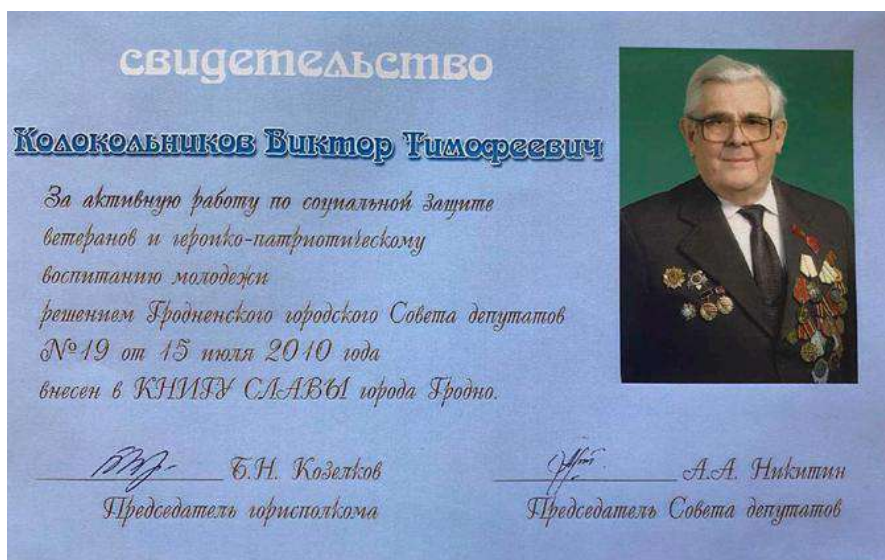 свидетельство
Колокольников Виктор Тимофеевич
За активную работу по социальной защите
ветеранов и героико-патриотическому
воспитанию молодежи
решением Гродненского городского Совета депутатов
№19 от 15 июля 2010 года
внесен в КНИГУ СЛАВЫ города Гродно.
Б.Н. Козелков
А.А. Никитин
Председатель горисполкома
Председатель Совета депутатов